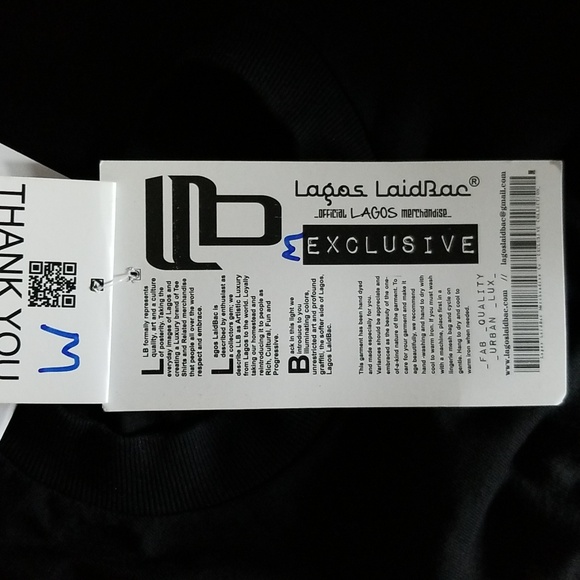 THANK YOU
M
LLB
Lagos LaidBac®
_official LAGOS merchandise_
M
EXCLUSIVE
LLB formally represents
quality, art, and a culture
of posterity. Taking the
everyday images of Lagos and
creating a Luxury brand of Tee
Shirts and Related merchandise
that people all over the world
respect and embrace.
Lagos LaidBac is
described by enthusiast as
a collectors gem; we
describe it as Artistic Luxury
from Lagos to the world. Loyally
taking our homestead and
reintroducing it to people as
Rich, Cultural, Fun and
Progressive.
Back in this light we
introduce to you
illuminating colors,
unrestricted art and profound
graffiti, the softer side of Lagos,
Lagos LaidBac.
This garment has been hand dyed
and made especially for you.
Variances should be appreciate and
embraced as the beauty of the one-
of-a-kind nature of the garment. To
care for your garment and make it
age beautifully, we recommend
hand -washing and hand to dry with
cool to warm iron. If you must wash
with a machine, place first in a
lingerie mesh bag and cycle on
gentle. Hang to dry and cool to
warm iron when needed.
_FAB_QUALITY
_URBAN_LUX_
www.lagoslaidbac.com // lagoslaidbac@gmail.com